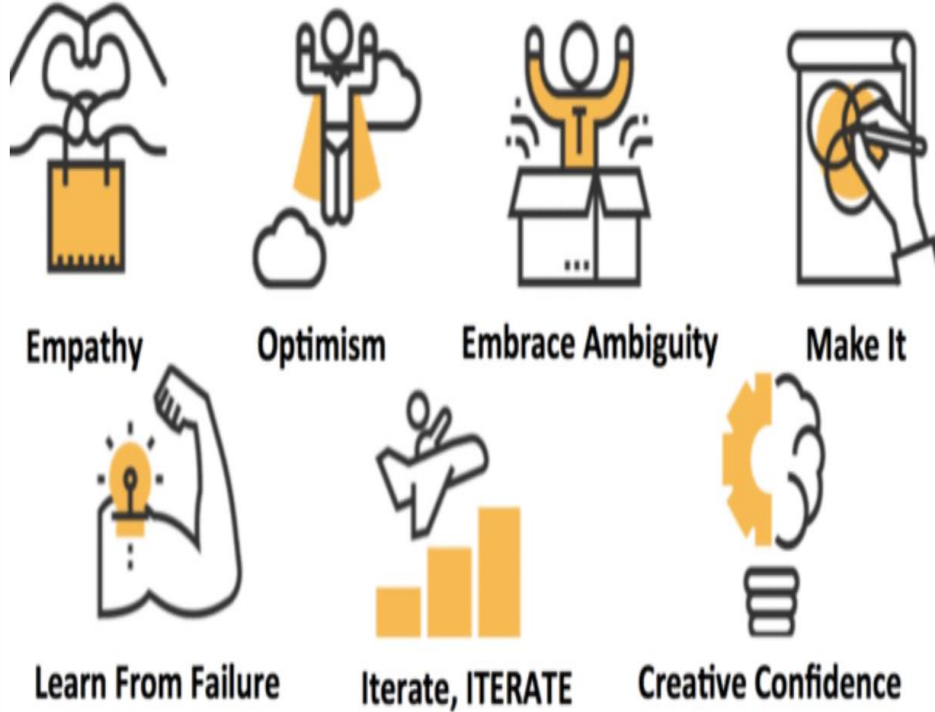 Empathy
Optimism
Embrace Ambiguity
Make It
Learn From Failure
Iterate, ITERATE
Creative Confidence